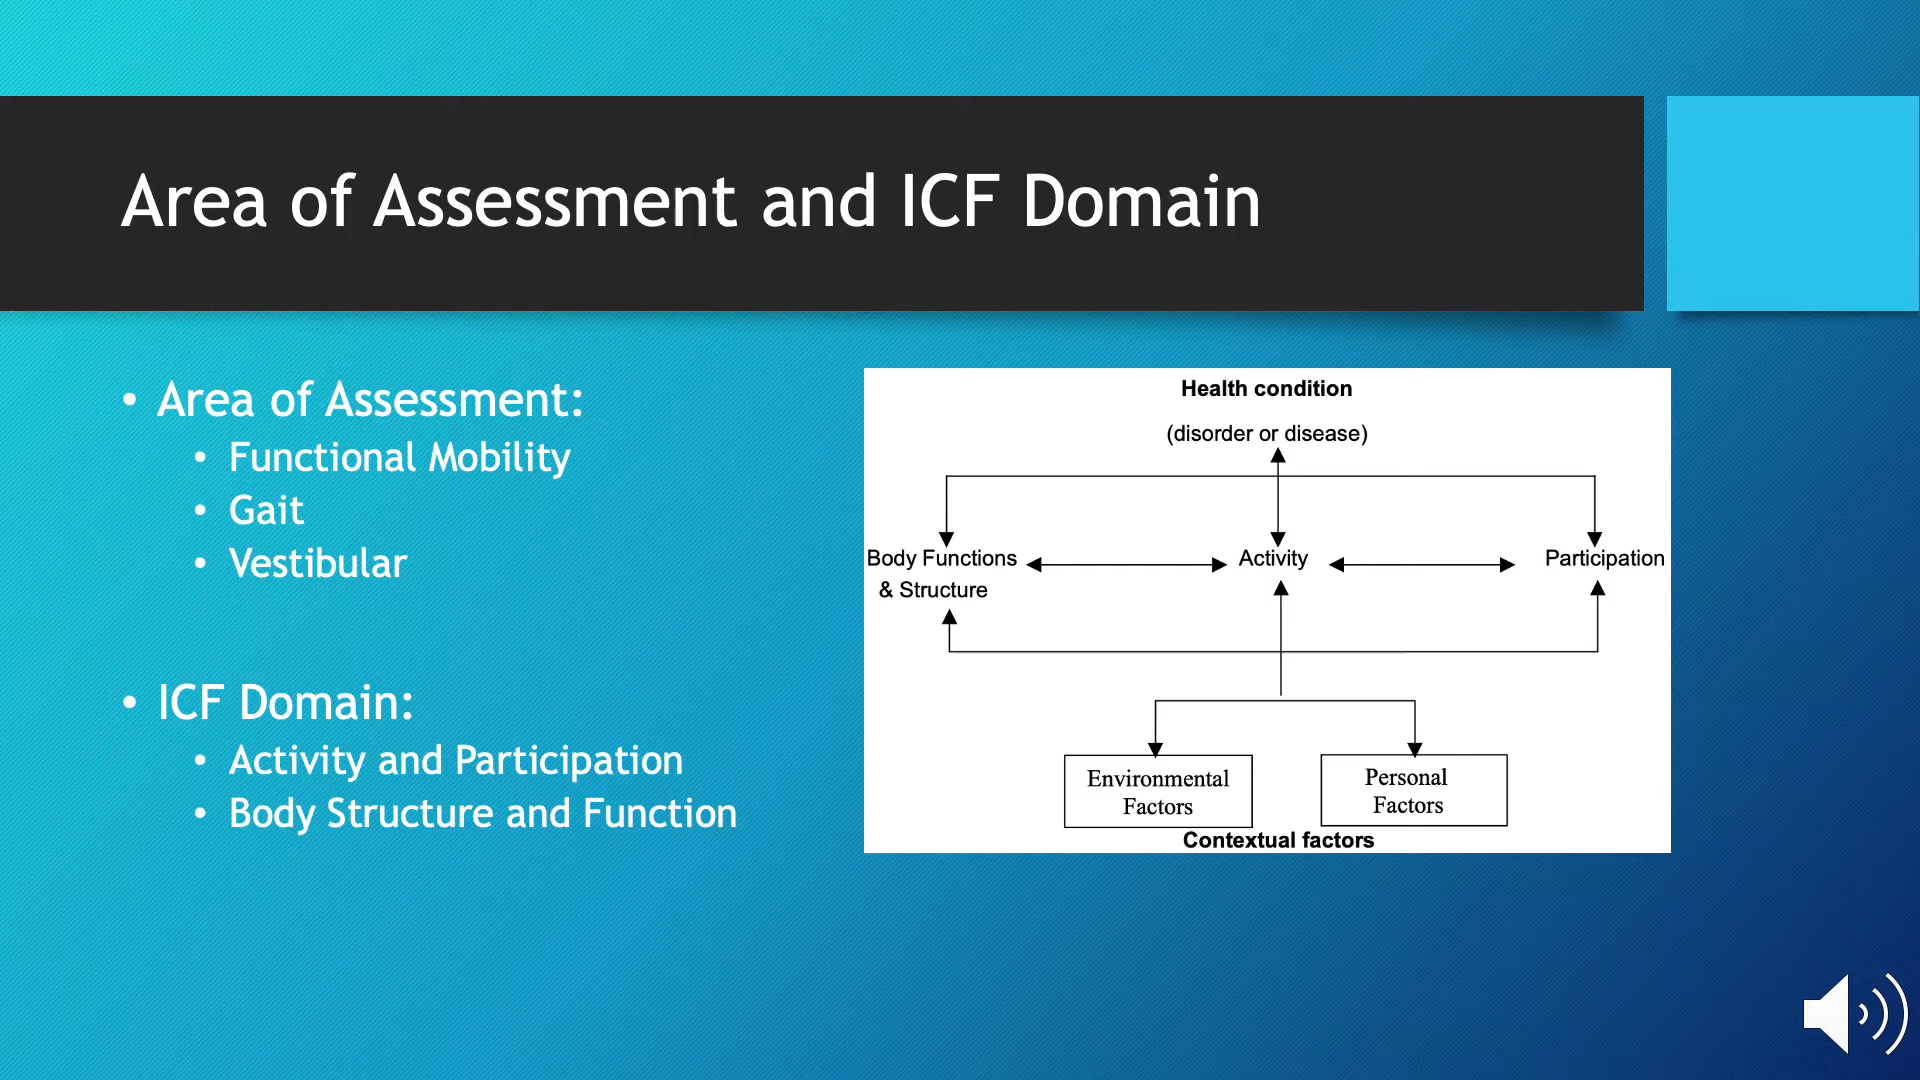 Area of Assessment and ICF Domain
• Area of Assessment:
• Functional Mobility
• Gait
• Vestibular
• ICF Domain:
• Activity and Participation
• Body Structure and Function
Health condition
(disorder or disease)
Body Functions
& Structure
Activity
Participation
Environmental
Factors
Personal
Factors
Contextual factors